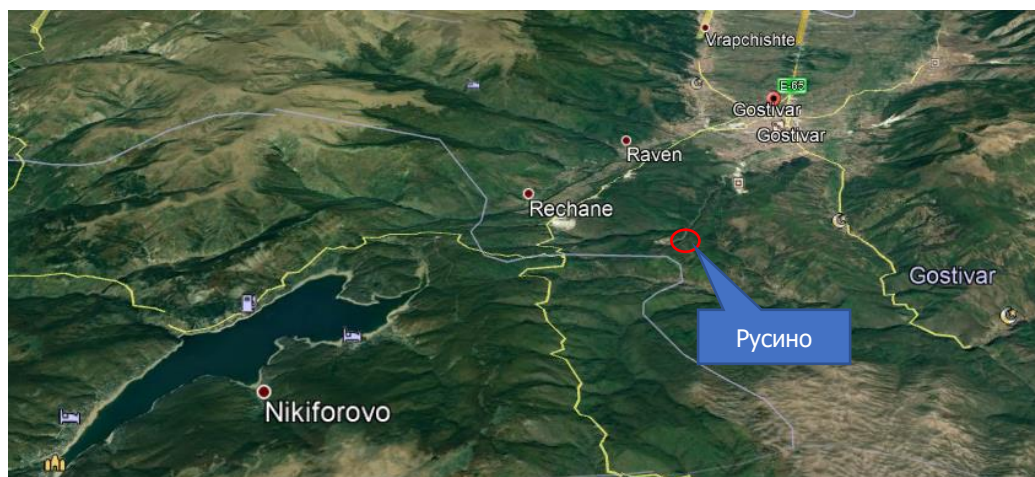 Vrapchishte
E-65
Gostivar
Gostivar
Raven
Rechane
Gostivar
Русино
Nikiforovo